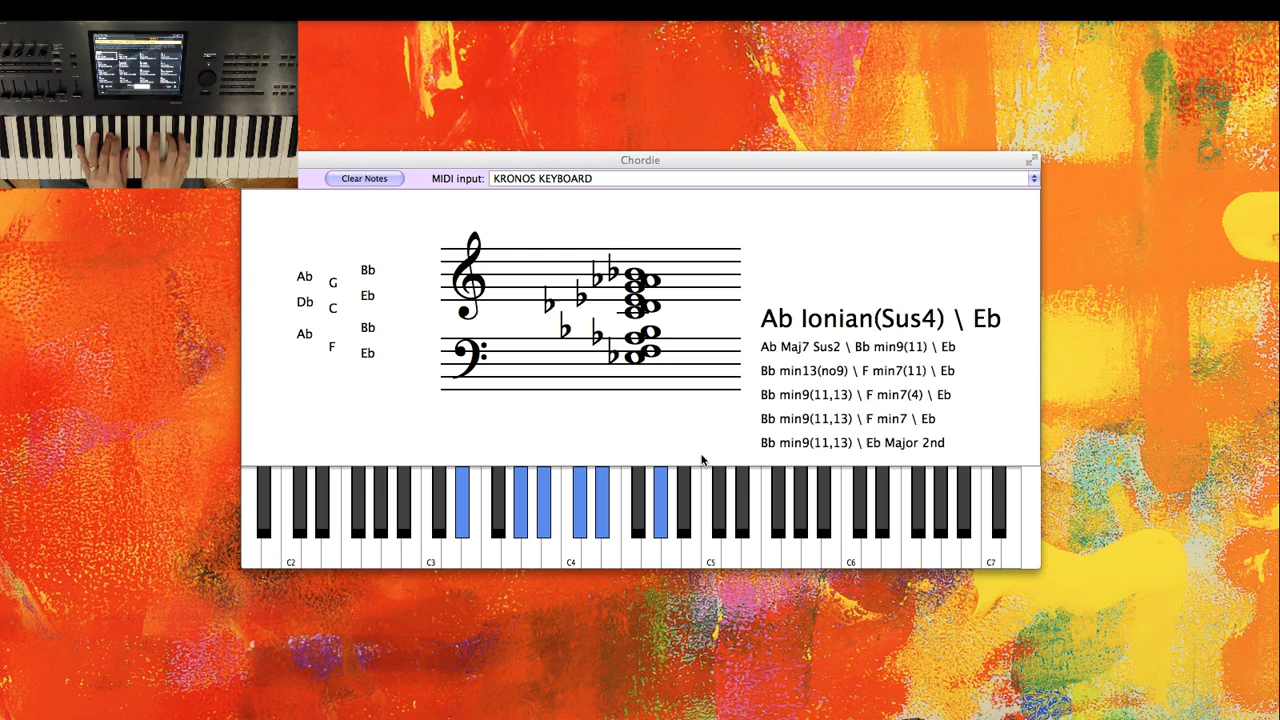 Chordie
Clear Notes
MIDI input: KRONOS KEYBOARD
Bb
Ab
G
Eb
Db
C
Bb
Ab
F
Eb
Ab Ionian(Sus4) \ Eb
Ab Maj7 Sus2 \ Bb min9(11) \ Eb
Bb min13(no9) \ F min7(11) \ Eb
Bb min9(11,13) \ F min7(4) \ Eb
Bb min9(11,13) \ F min7 \ Eb
Bb min9(11,13) \ Eb Major 2nd
C2 C3 C4 C5 C6 C7